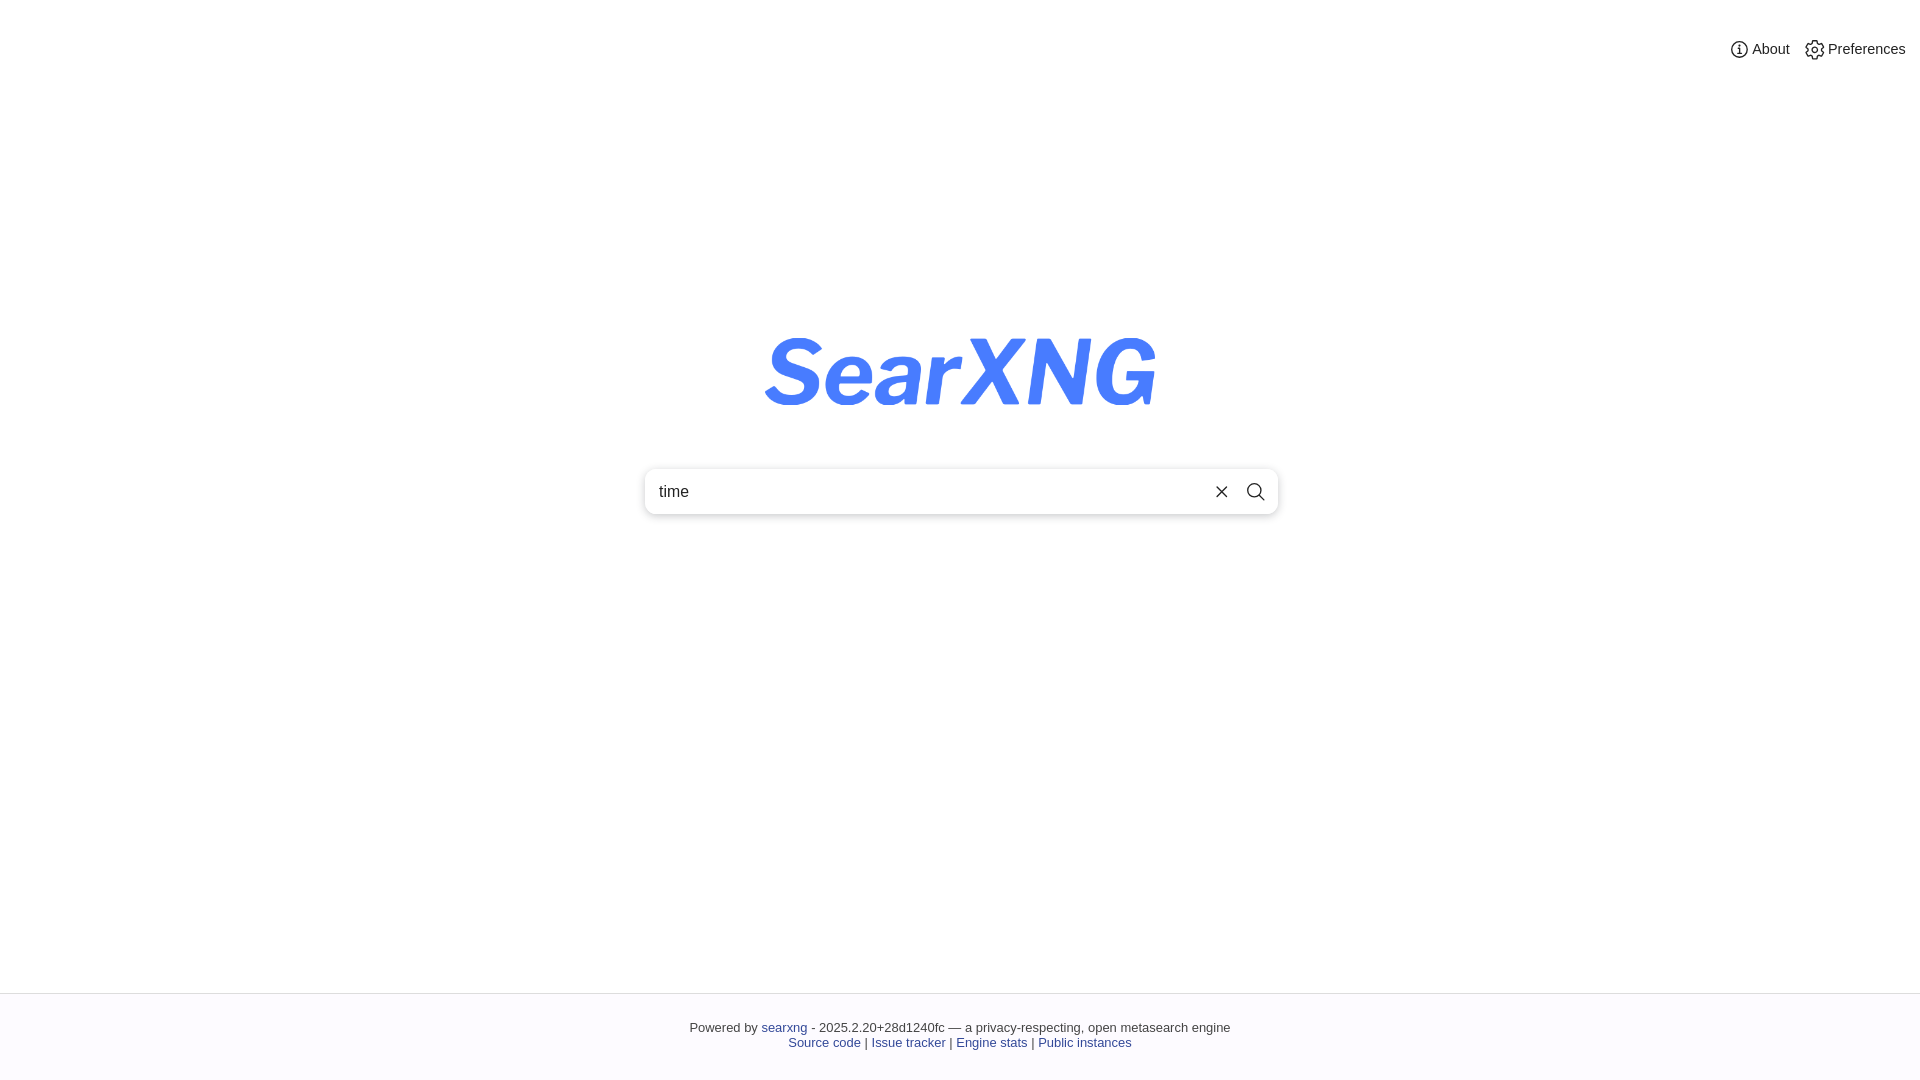 About Preferences
SearXNG
time
Powered by searxng - 2025.2.20+28d1240fc — a privacy-respecting, open metasearch engine
Source code | Issue tracker | Engine stats | Public instances